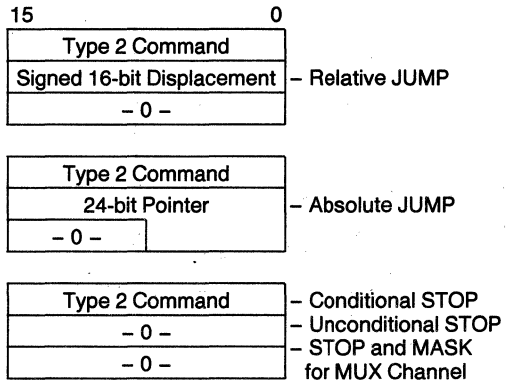 15 0
Type 2 Command
Signed 16-bit Displacement – Relative JUMP
– 0 –
Type 2 Command
24-bit Pointer – Absolute JUMP
– 0 –
Type 2 Command – Conditional STOP
– 0 – – Unconditional STOP
– 0 – – STOP and MASK
for MUX Channel